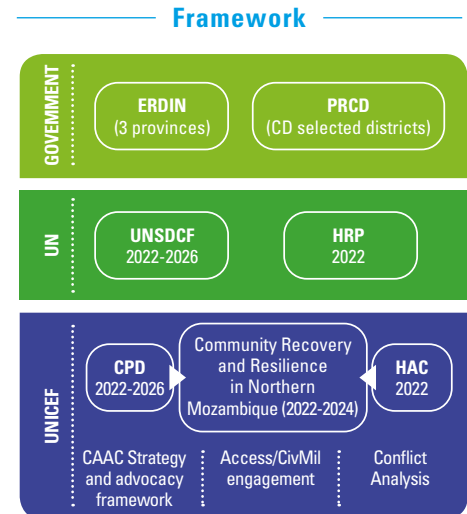 Framework
GOVEMMENT
ERDIN
(3 provinces)
PRCD
(CD selected districts)
UN
UNSDCF
2022-2026
HRP
2022
UNICEF
CPD
2022-2026
Community Recovery
and Resilience
in Northern
Mozambique (2022-2024)
HAC
2022
CAAC Strategy
and advocacy
framework
Access/CivMil
engagement
Conflict
Analysis